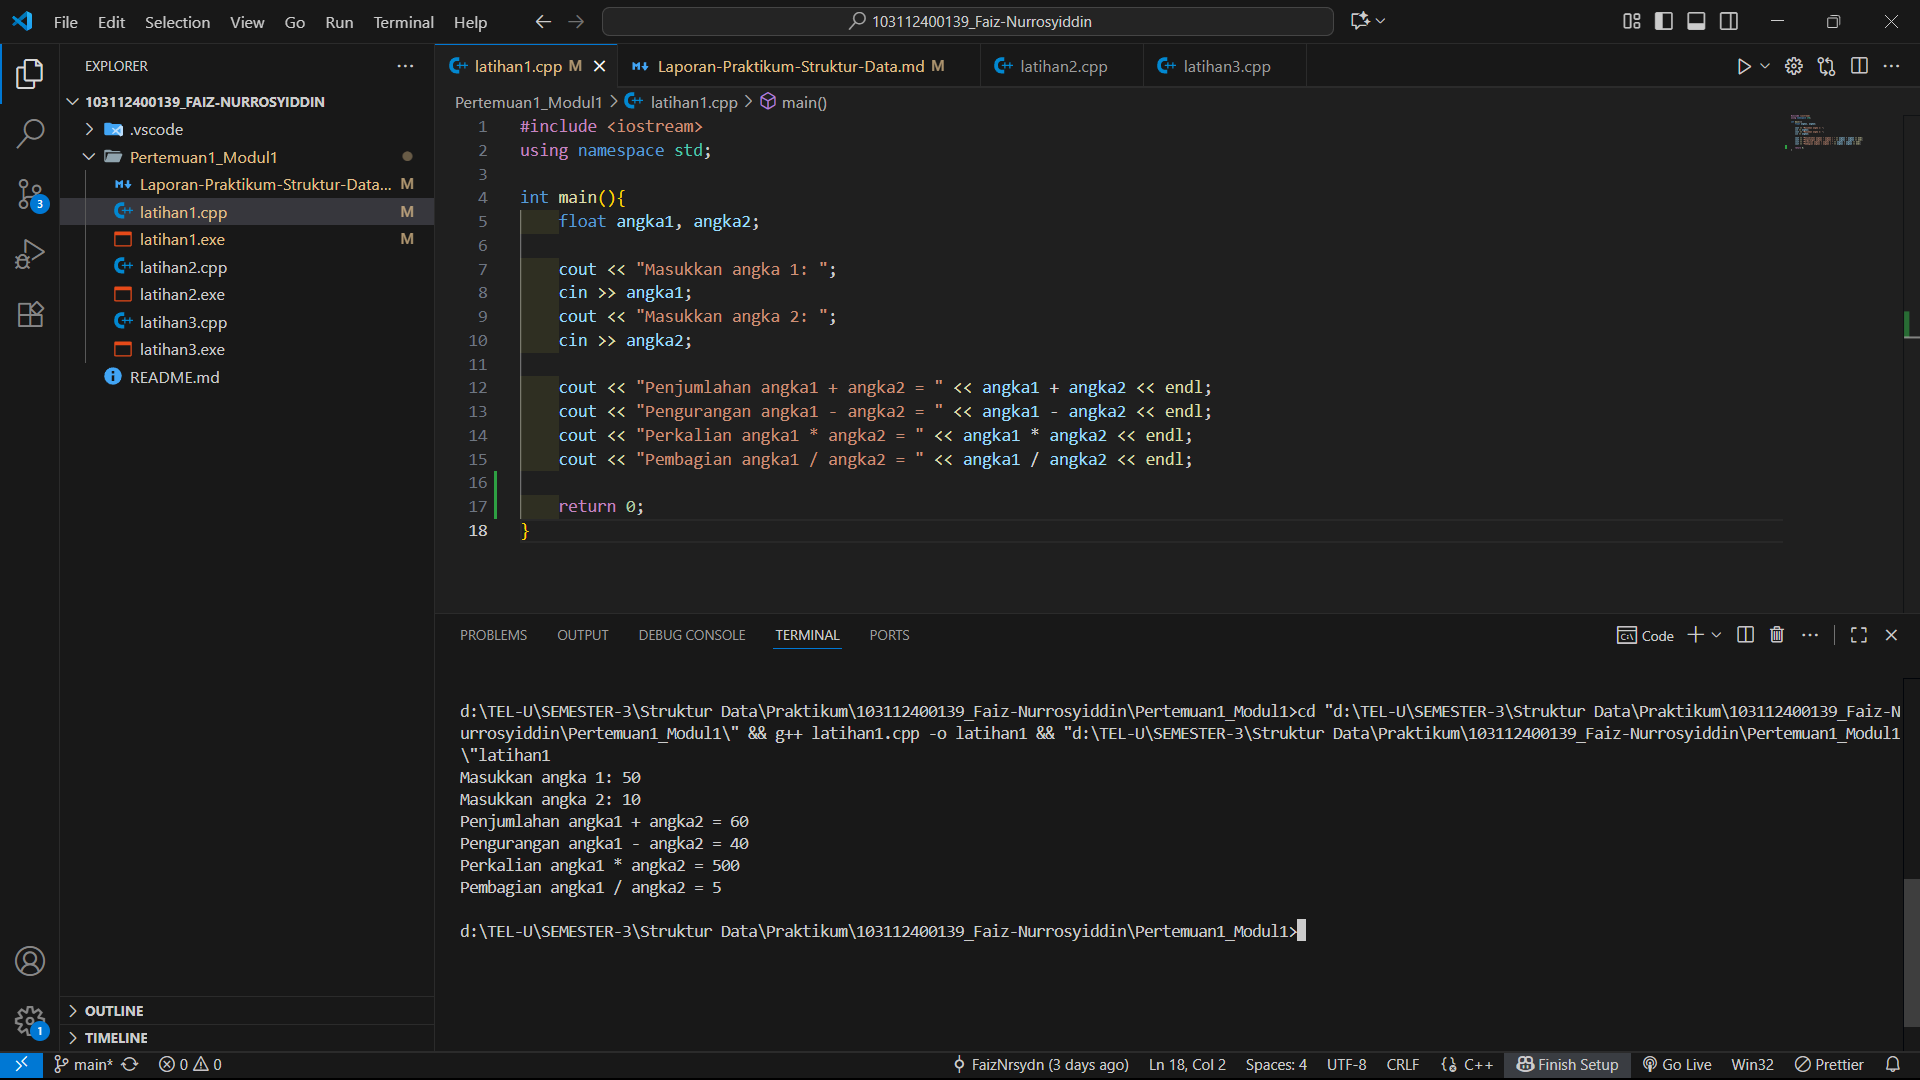 File Edit Selection View Go Run Terminal Help
103112400139_Faiz-Nurrosyiddin
EXPLORER
103112400139_FAIZ-NURROSYIDDIN
.vscode
Pertemuan1_Modul1
Laporan-Praktikum-Struktur-Data... M
latihan1.cpp M
latihan1.exe M
latihan2.cpp
latihan2.exe
latihan3.cpp
latihan3.exe
README.md
OUTLINE
TIMELINE
3
1
latihan1.cpp M
Laporan-Praktikum-Struktur-Data.md M
latihan2.cpp
latihan3.cpp
Pertemuan1_Modul1 > latihan1.cpp > main()
1 #include <iostream>
2 using namespace std;
3
4 int main(){
5     float angka1, angka2;
6
7     cout << "Masukkan angka 1: ";
8     cin >> angka1;
9     cout << "Masukkan angka 2: ";
10     cin >> angka2;
11
12     cout << "Penjumlahan angka1 + angka2 = " << angka1 + angka2 << endl;
13     cout << "Pengurangan angka1 - angka2 = " << angka1 - angka2 << endl;
14     cout << "Perkalian angka1 * angka2 = " << angka1 * angka2 << endl;
15     cout << "Pembagian angka1 / angka2 = " << angka1 / angka2 << endl;
16
17     return 0;
18 }
PROBLEMS OUTPUT DEBUG CONSOLE TERMINAL PORTS
Code
d:\TEL-U\SEMESTER-3\Struktur Data\Praktikum\103112400139_Faiz-Nurrosyiddin\Pertemuan1_Modul1>cd "d:\TEL-U\SEMESTER-3\Struktur Data\Praktikum\103112400139_Faiz-N
urrosyiddin\Pertemuan1_Modul1\" && g++ latihan1.cpp -o latihan1 && "d:\TEL-U\SEMESTER-3\Struktur Data\Praktikum\103112400139_Faiz-Nurrosyiddin\Pertemuan1_Modul1
\"latihan1
Masukkan angka 1: 50
Masukkan angka 2: 10
Penjumlahan angka1 + angka2 = 60
Pengurangan angka1 - angka2 = 40
Perkalian angka1 * angka2 = 500
Pembagian angka1 / angka2 = 5
d:\TEL-U\SEMESTER-3\Struktur Data\Praktikum\103112400139_Faiz-Nurrosyiddin\Pertemuan1_Modul1>
main* 0 0 FaizNrsydn (3 days ago) Ln 18, Col 2 Spaces: 4 UTF-8 CRLF {} C++ Finish Setup Go Live Win32 Prettier